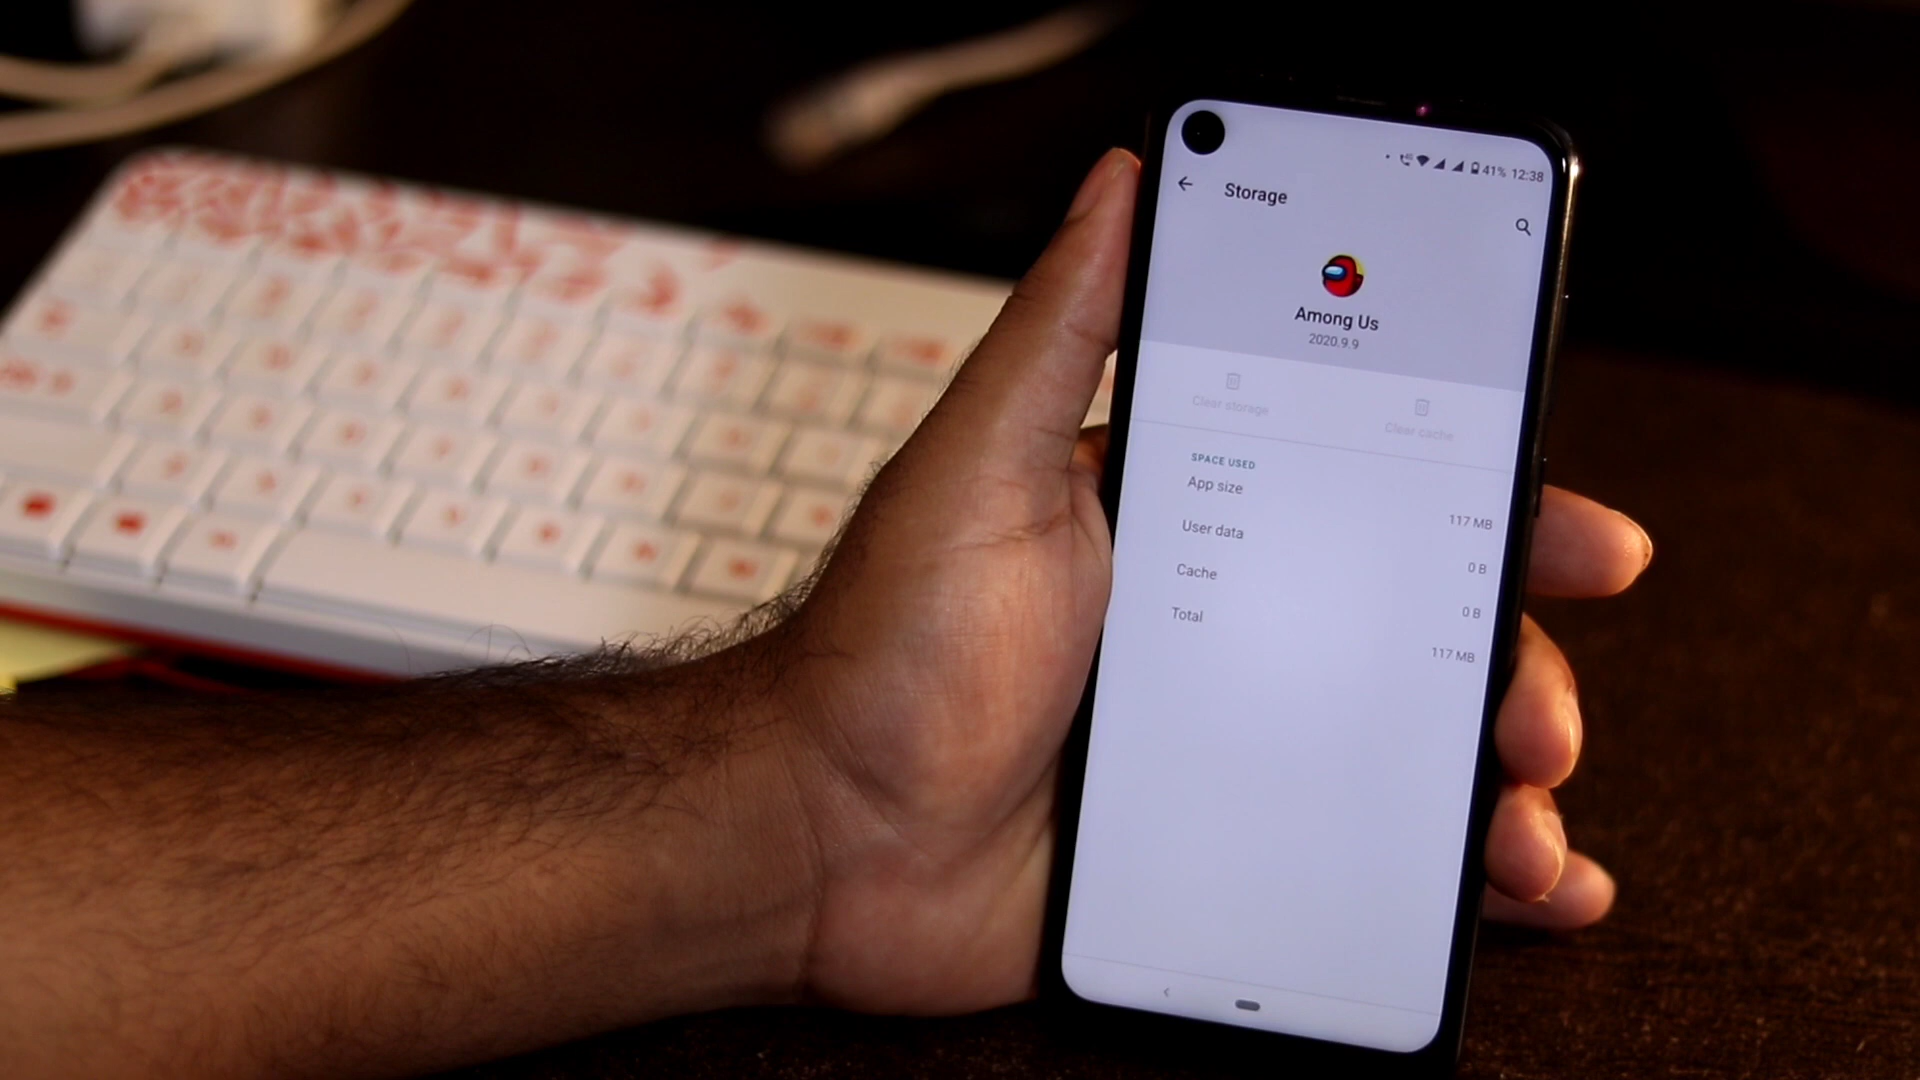 41% 12:38
Storage
Among Us
2020.9.9
Clear storage
Clear cache
SPACE USED
App size
117 MB
User data
0 B
Cache
0 B
Total
117 MB